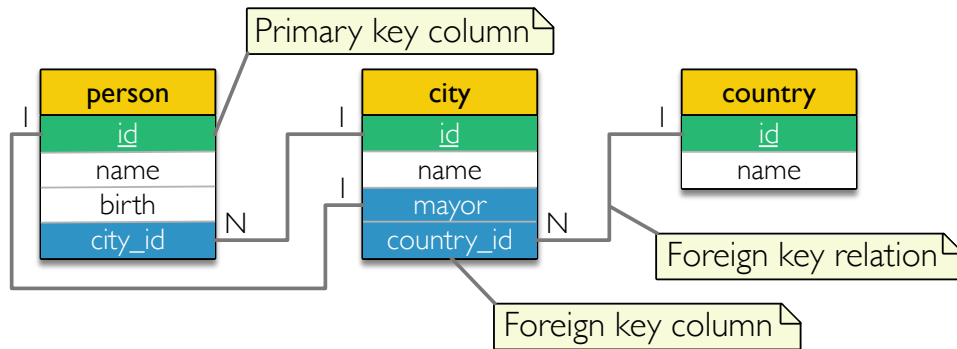 Primary key column
person
city
country
1
id
1
id
1
id
name
name
name
birth
1
mayor
city_id
N
country_id
N
Foreign key relation
Foreign key column